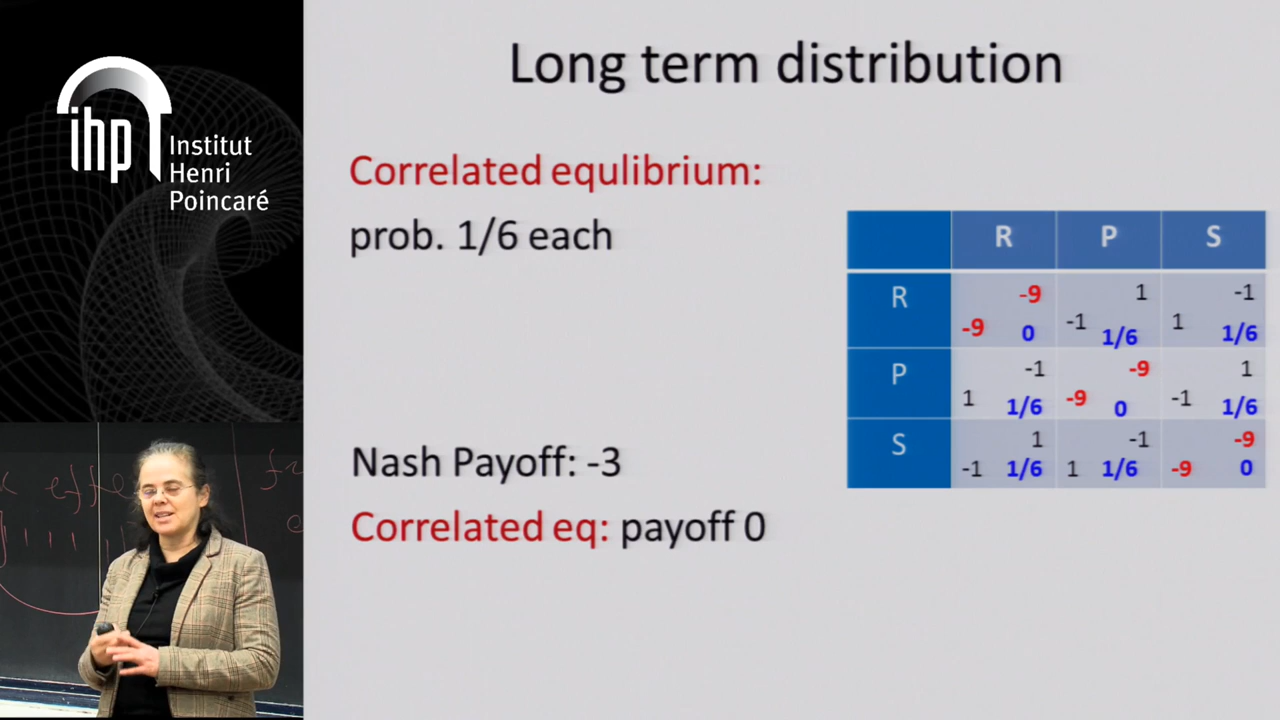 ihp Institut
Henri
Poincaré
Long term distribution
Correlated equlibrium:
prob. 1/6 each
Nash Payoff: -3
Correlated eq: payoff 0
R P S
R -9 -9 0 1 -1 1/6 -1 1 1/6
P -1 1 1/6 -9 -9 0 1 -1 1/6
S 1 -1 1/6 -1 1 1/6 -9 -9 0